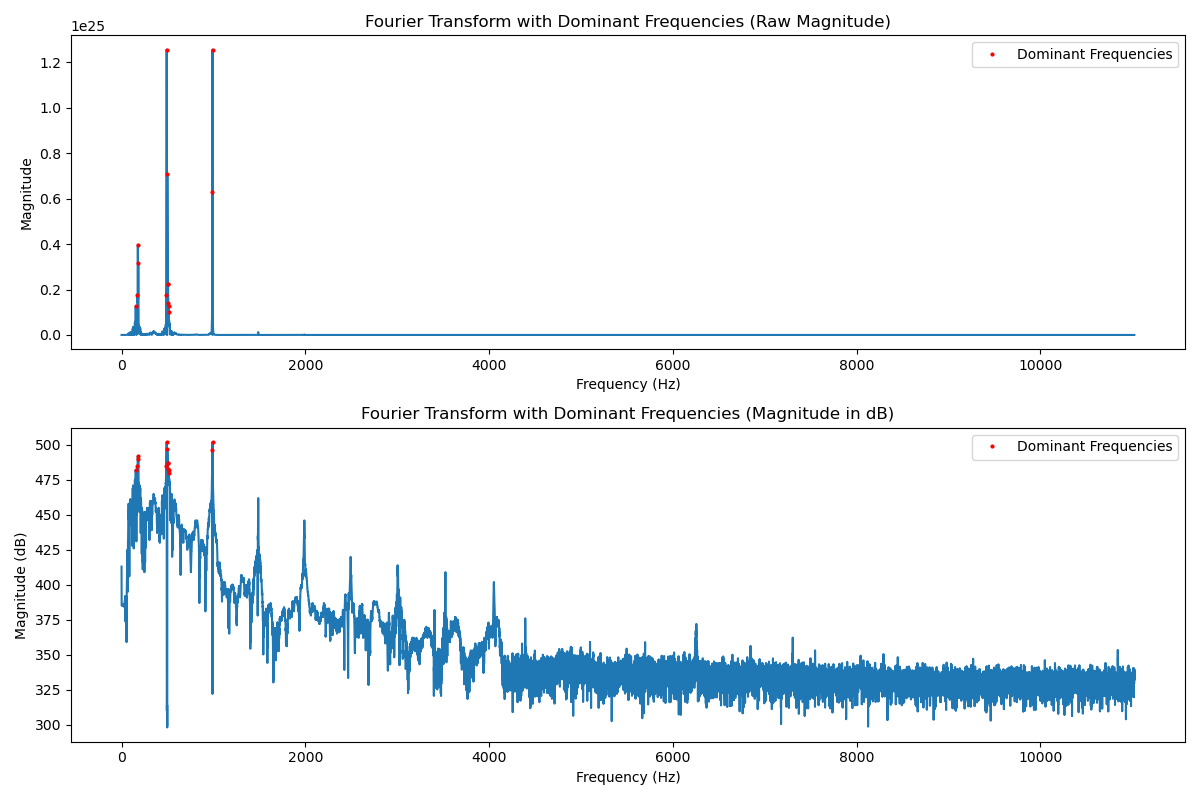 Fourier Transform with Dominant Frequencies (Raw Magnitude)
1e25
Dominant Frequencies
1.2
1.0
0.8
0.6
0.4
0.2
0.0
Magnitude
0 2000 4000 6000 8000 10000
Frequency (Hz)
Fourier Transform with Dominant Frequencies (Magnitude in dB)
Dominant Frequencies
500
475
450
425
400
375
350
325
300
Magnitude (dB)
0 2000 4000 6000 8000 10000
Frequency (Hz)